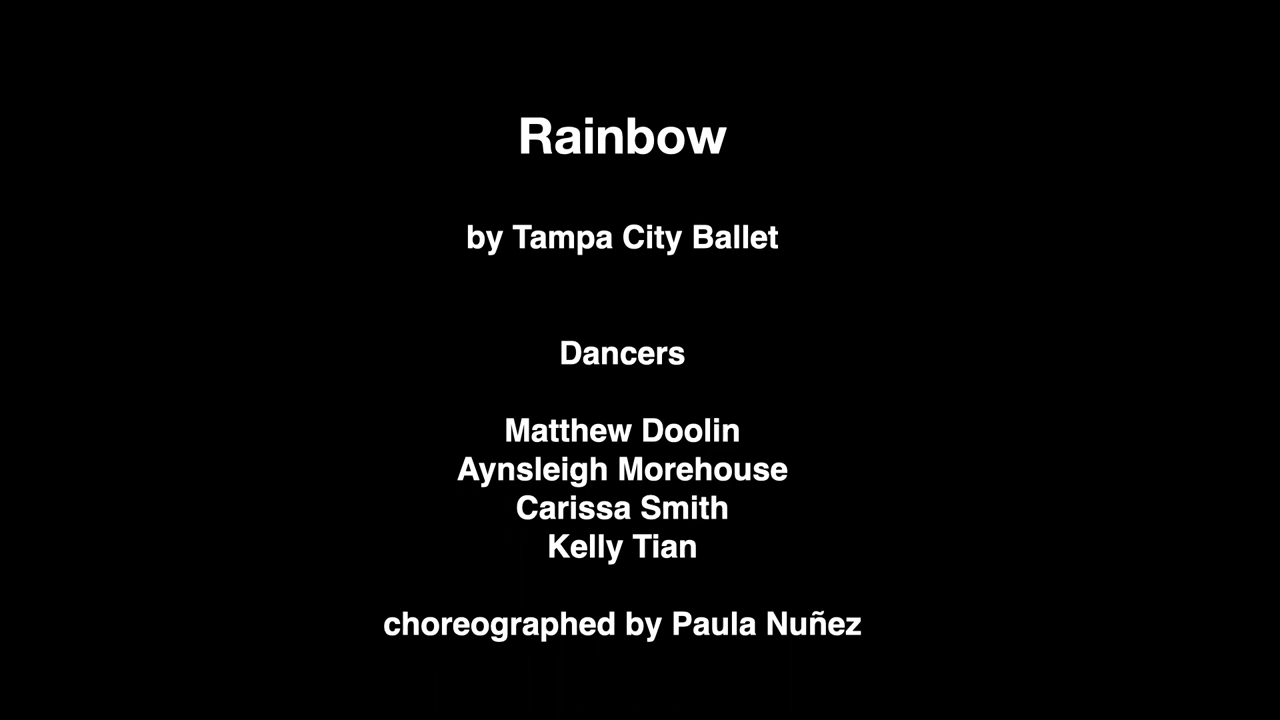 Rainbow
by Tampa City Ballet
Dancers
Matthew Doolin
Aynsleigh Morehouse
Carissa Smith
Kelly Tian
choreographed by Paula Nuñez